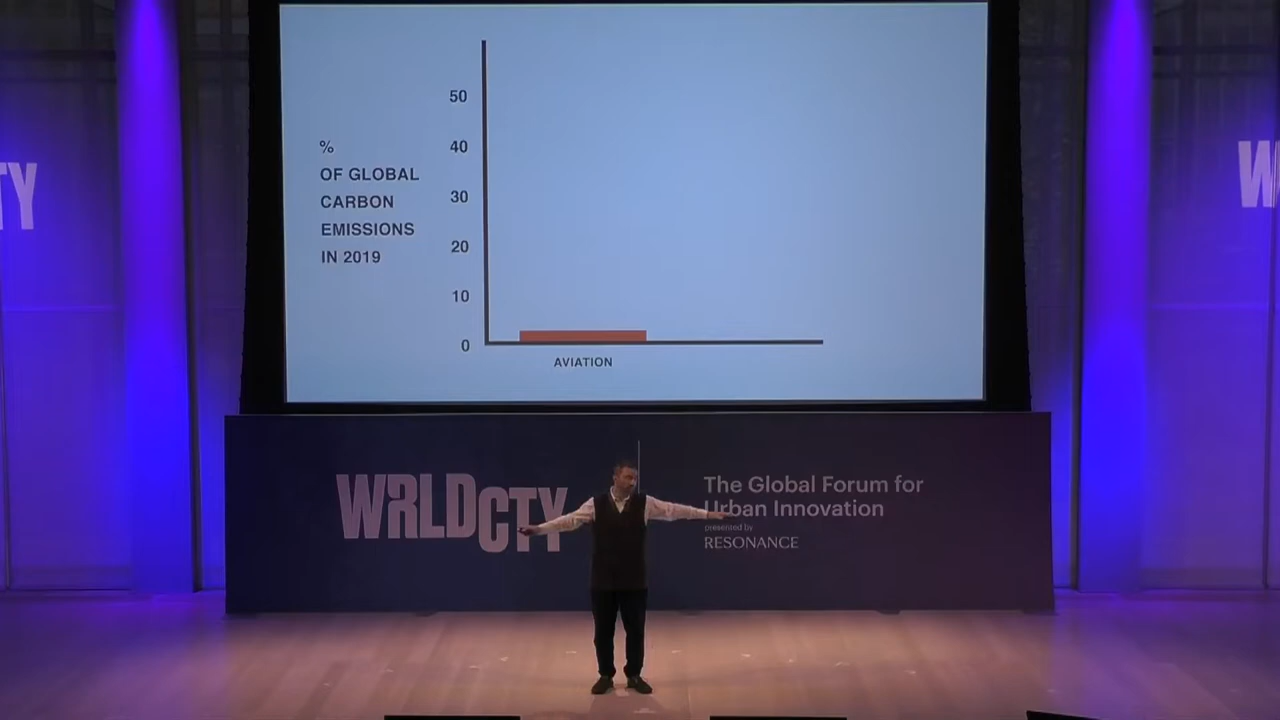 50
40
30
20
10
0
%
OF GLOBAL
CARBON
EMISSIONS
IN 2019
AVIATION
TY
W
WRLDCTY
The Global Forum for
Urban Innovation
presented by
RESONANCE